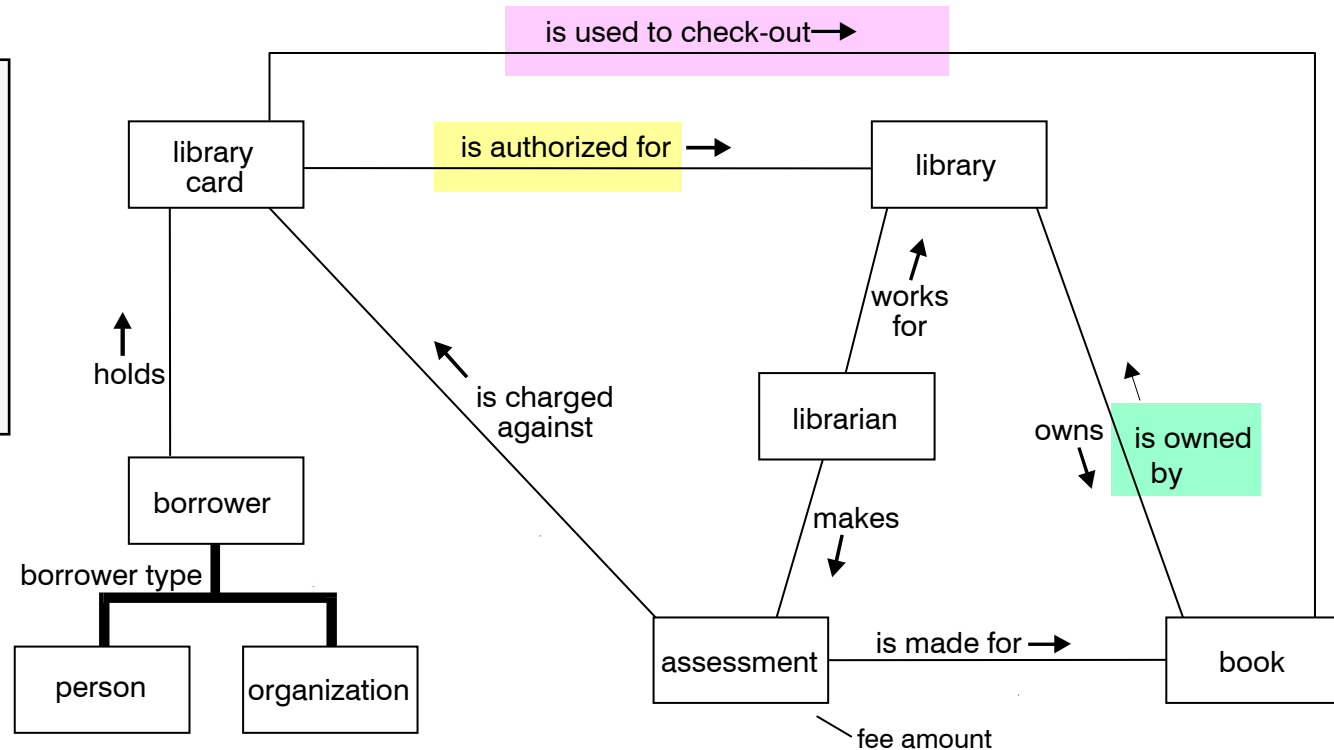 is used to check-out
library
card
is authorized for
library
works
for
holds
is charged
against
librarian
owns
is owned
by
borrower
makes
borrower type
is made for
assessment
book
person
organization
fee amount